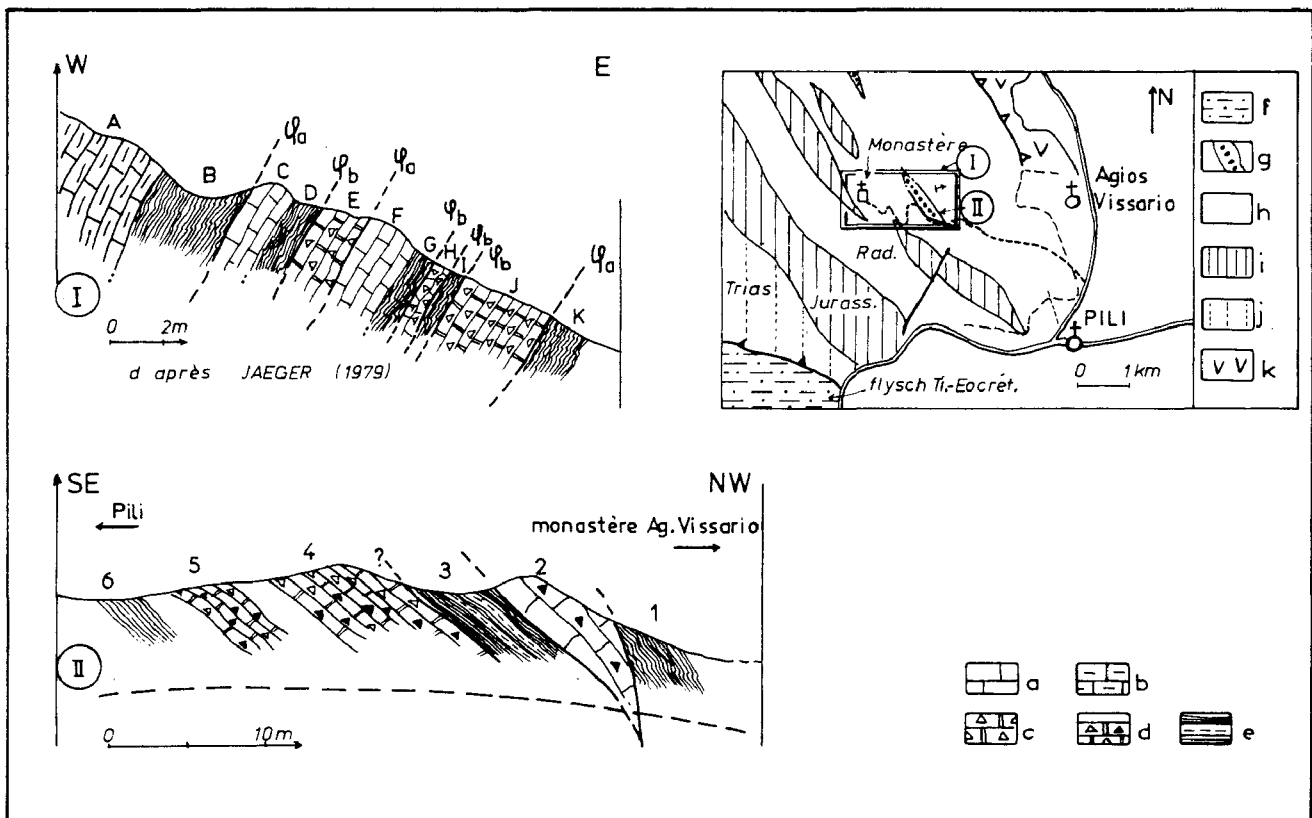 W E
A
B
φa
C
φb
D
E
φa
F
φb
G
H
φb
I
φb
J
φa
K
I
0 2m
d après JAEGER (1979)
N
Monastère
I
II
Agios
Vissario
Rad.
Trias
Jurass.
PILI
0 1km
flysch Ti.-Eocrét.
f
g
h
i
j
V V k
V
V
SE NW
Pili
monastère Ag. Vissario
6
5
4
?
3
2
1
II
0 10m
a b
c d e